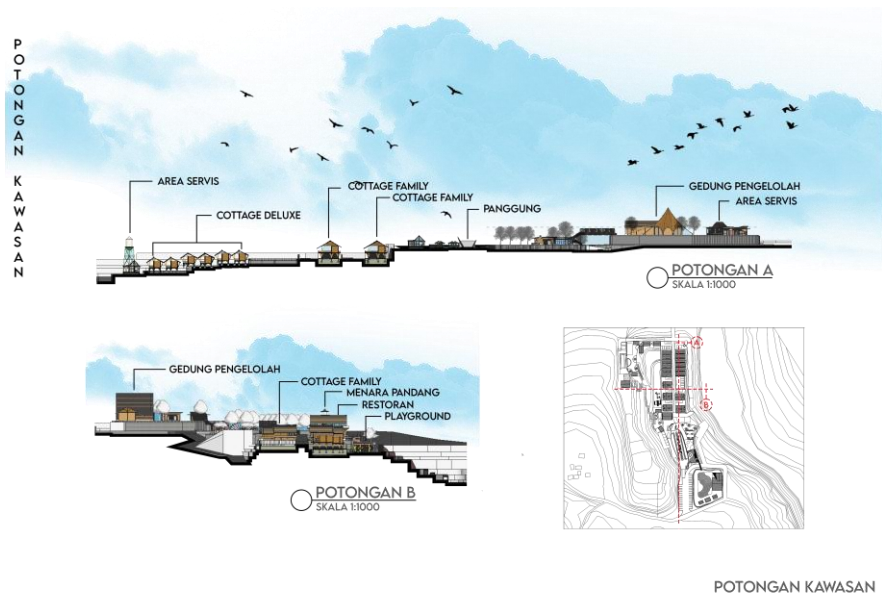 POTONGAN KAWASAN
AREA SERVIS
COTTAGE DELUXE
COTTAGE FAMILY
COTTAGE FAMILY
PANGGUNG
GEDUNG PENGELOLAH
AREA SERVIS
POTONGAN A
SKALA 1:1000
GEDUNG PENGELOLAH
COTTAGE FAMILY
MENARA PANDANG
RESTORAN
PLAYGROUND
POTONGAN B
SKALA 1:1000
A
B
POTONGAN KAWASAN